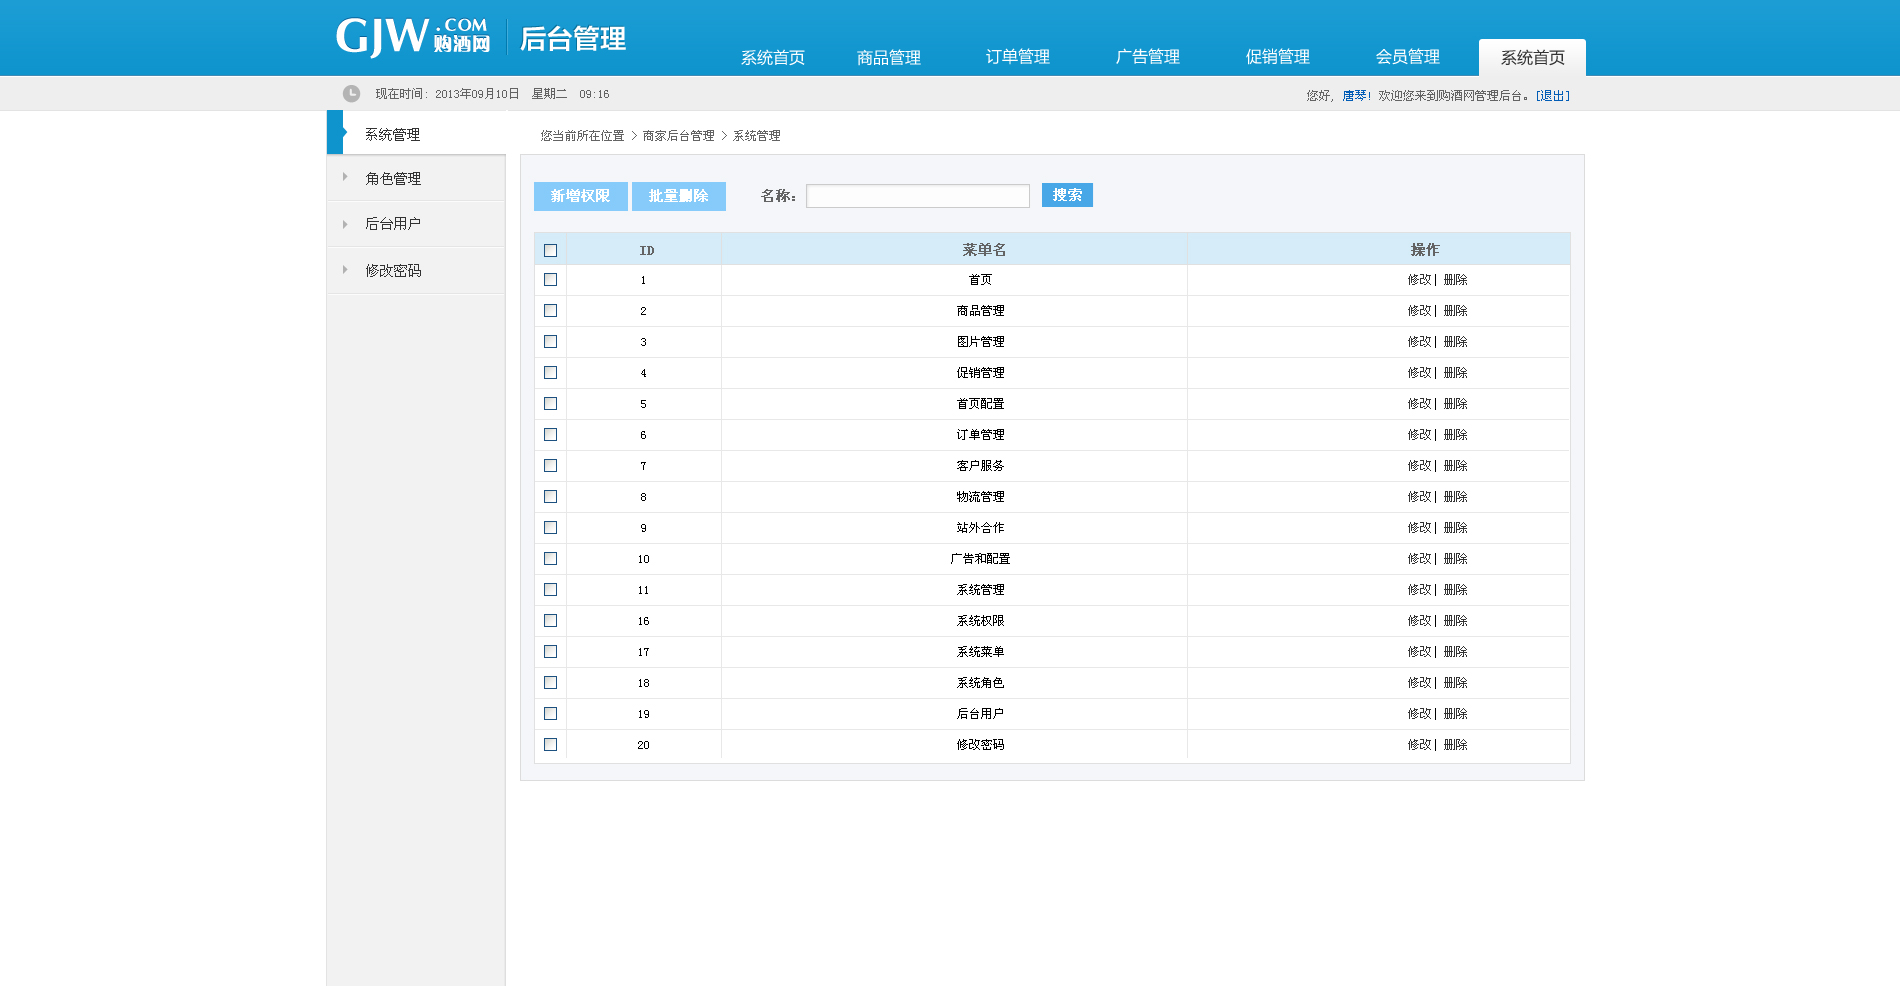 GJW.COM 购酒网 后台管理
系统首页 商品管理 订单管理 广告管理 促销管理 会员管理 系统首页
现在时间：2013年09月10日 星期二 09:16
您好，唐琴！欢迎您来到购酒网管理后台。[退出]
系统管理
角色管理
后台用户
修改密码
您当前所在位置 > 商家后台管理 > 系统管理
新增权限 批量删除 名称： 搜索
ID 菜单名 操作
1 首页 修改| 删除
2 商品管理 修改| 删除
3 图片管理 修改| 删除
4 促销管理 修改| 删除
5 首页配置 修改| 删除
6 订单管理 修改| 删除
7 客户服务 修改| 删除
8 物流管理 修改| 删除
9 站外合作 修改| 删除
10 广告和配置 修改| 删除
11 系统管理 修改| 删除
16 系统权限 修改| 删除
17 系统菜单 修改| 删除
18 系统角色 修改| 删除
19 后台用户 修改| 删除
20 修改密码 修改| 删除